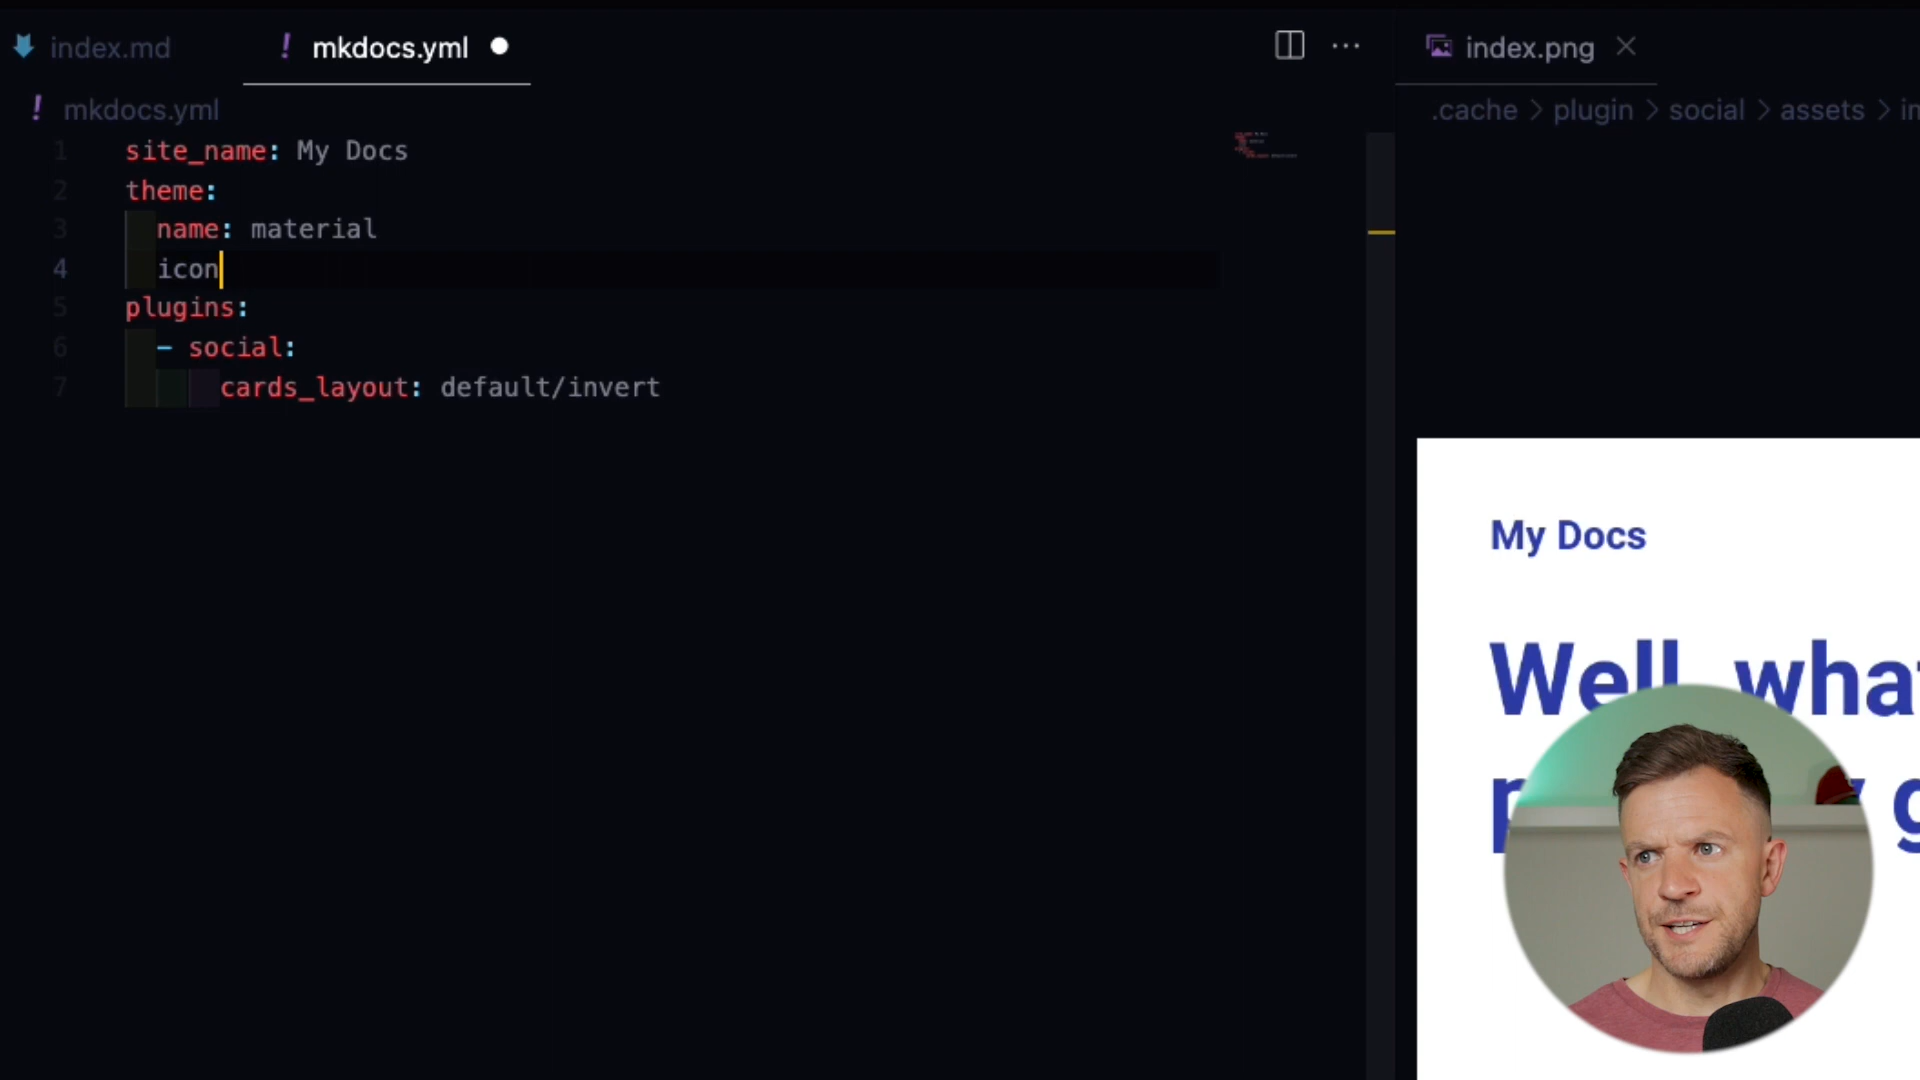 index.md
! mkdocs.yml
index.png
! mkdocs.yml
.cache > plugin > social > assets >
1 site_name: My Docs
2 theme:
3 name: material
4 icon
5 plugins:
6 - social:
7 cards_layout: default/invert
My Docs
Well, what